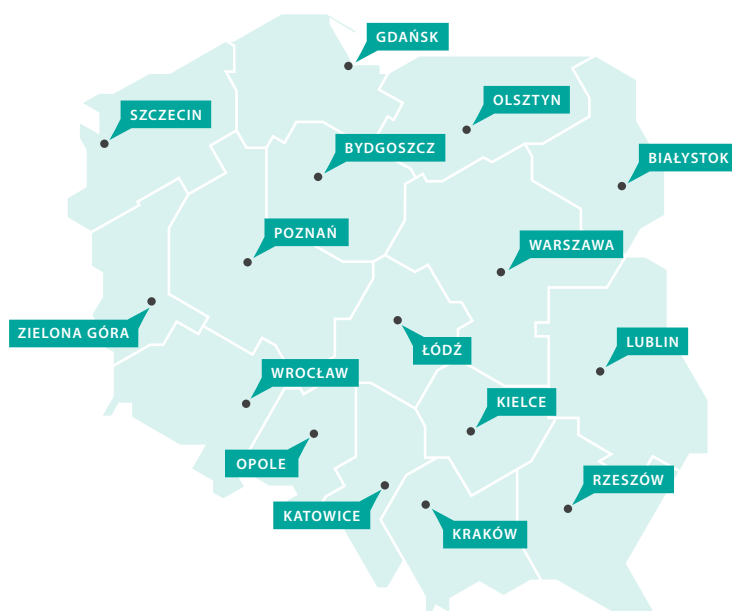 GDAŃSK
OLSZTYN
SZCZECIN
BYDGOSZCZ
BIAŁYSTOK
POZNAŃ
WARSZAWA
ZIELONA GÓRA
LUBLIN
ŁÓDŹ
WROCŁAW
KIELCE
OPOLE
RZESZÓW
KATOWICE
KRAKÓW